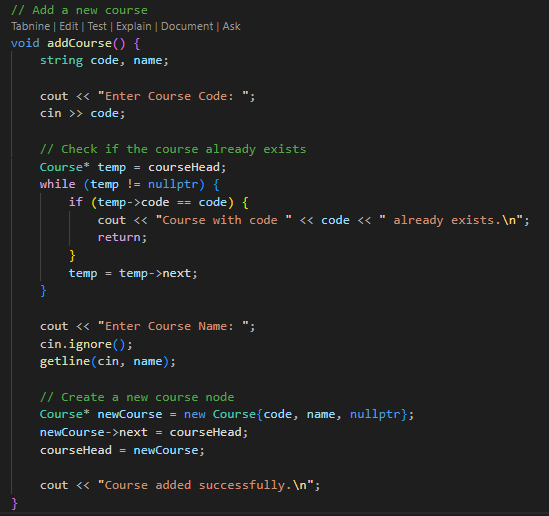 // Add a new course
Tabnine | Edit | Test | Explain | Document | Ask
void addCourse() {
    string code, name;

    cout << "Enter Course Code: ";
    cin >> code;

    // Check if the course already exists
    Course* temp = courseHead;
    while (temp != nullptr) {
        if (temp->code == code) {
            cout << "Course with code " << code << " already exists.\n";
            return;
        }
        temp = temp->next;
    }

    cout << "Enter Course Name: ";
    cin.ignore();
    getline(cin, name);

    // Create a new course node
    Course* newCourse = new Course{code, name, nullptr};
    newCourse->next = courseHead;
    courseHead = newCourse;

    cout << "Course added successfully.\n";
}